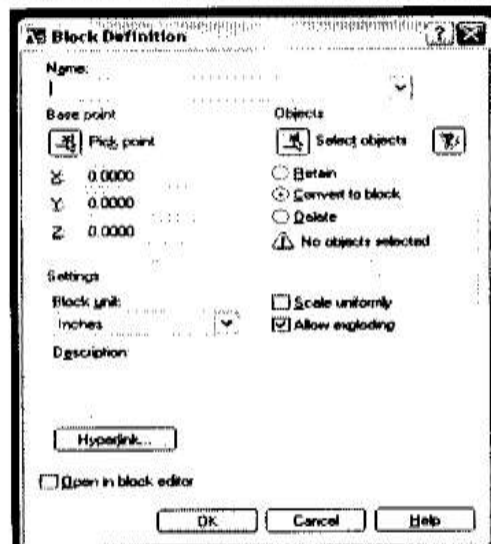 Block Definition
Name:
Base point
Pick point
X: 0.0000
Y: 0.0000
Z: 0.0000
Objects
Select objects
Retain
Convert to block
Delete
No objects selected
Settings
Block unit:
Inches
Scale uniformly
Allow exploding
Description
Hyperlink...
Open in block editor
OK Cancel Help